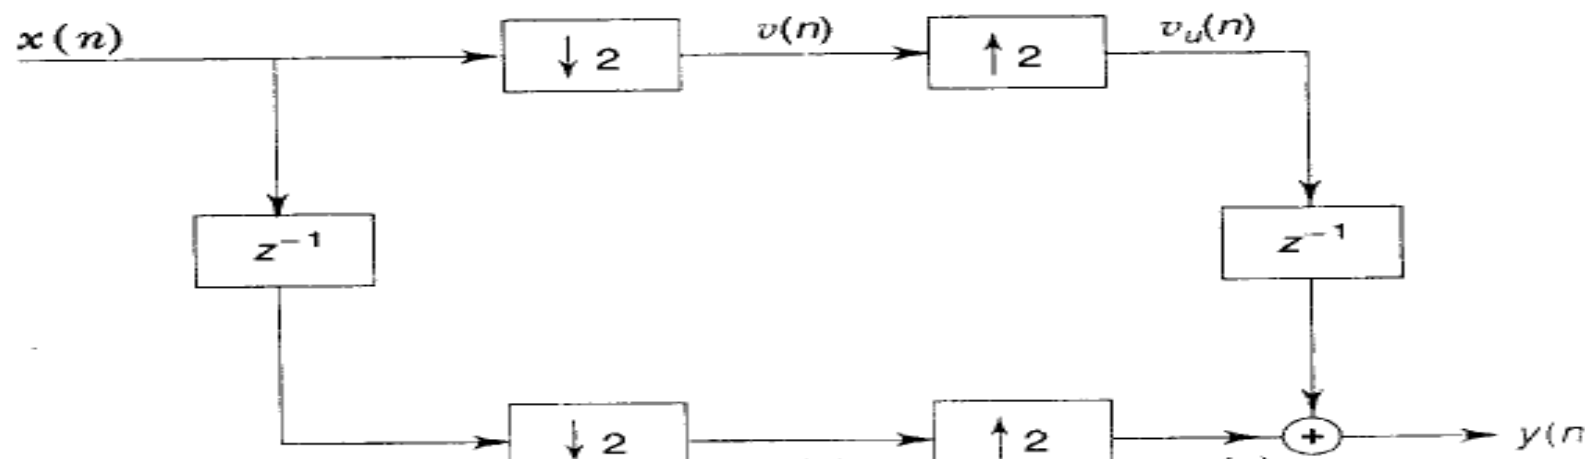 x(n)
↓ 2
v(n)
↑ 2
vᵤ(n)
z⁻¹
z⁻¹
↓ 2
↑ 2
+
y(n